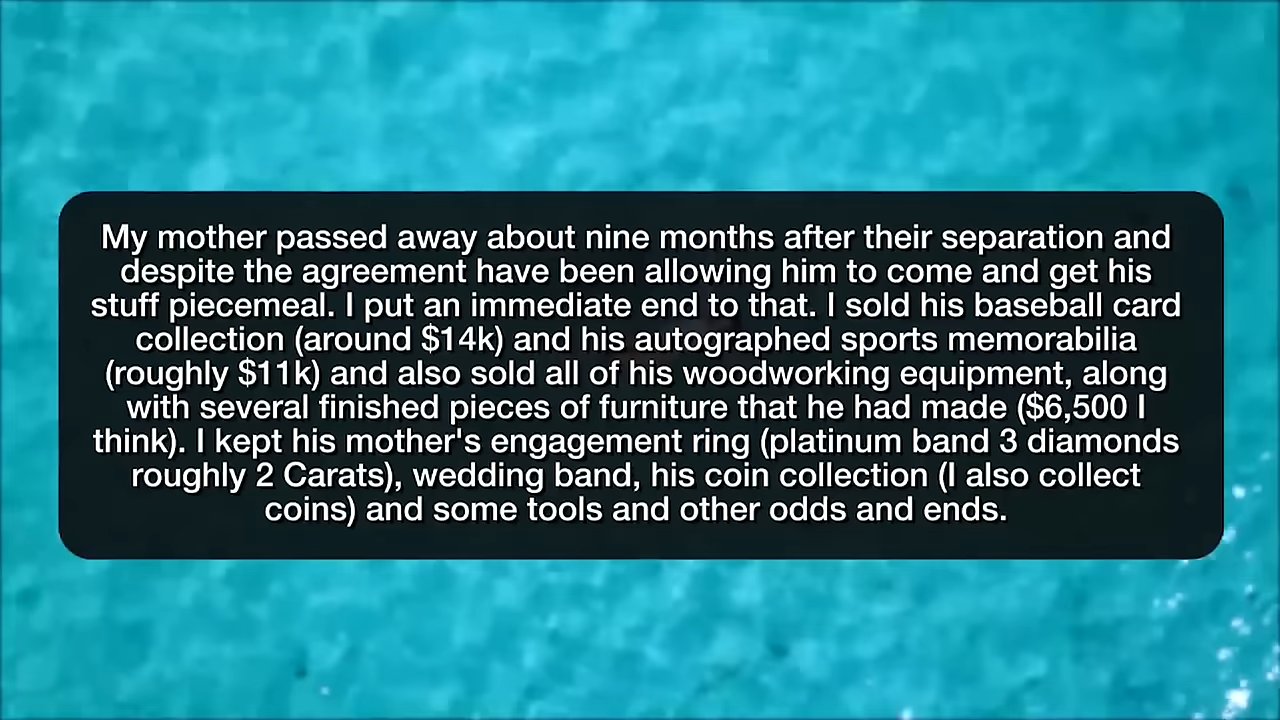 My mother passed away about nine months after their separation and
despite the agreement have been allowing him to come and get his
stuff piecemeal. I put an immediate end to that. I sold his baseball card
collection (around $14k) and his autographed sports memorabilia
(roughly $11k) and also sold all of his woodworking equipment, along
with several finished pieces of furniture that he had made ($6,500 I
think). I kept his mother's engagement ring (platinum band 3 diamonds
roughly 2 Carats), wedding band, his coin collection (I also collect
coins) and some tools and other odds and ends.